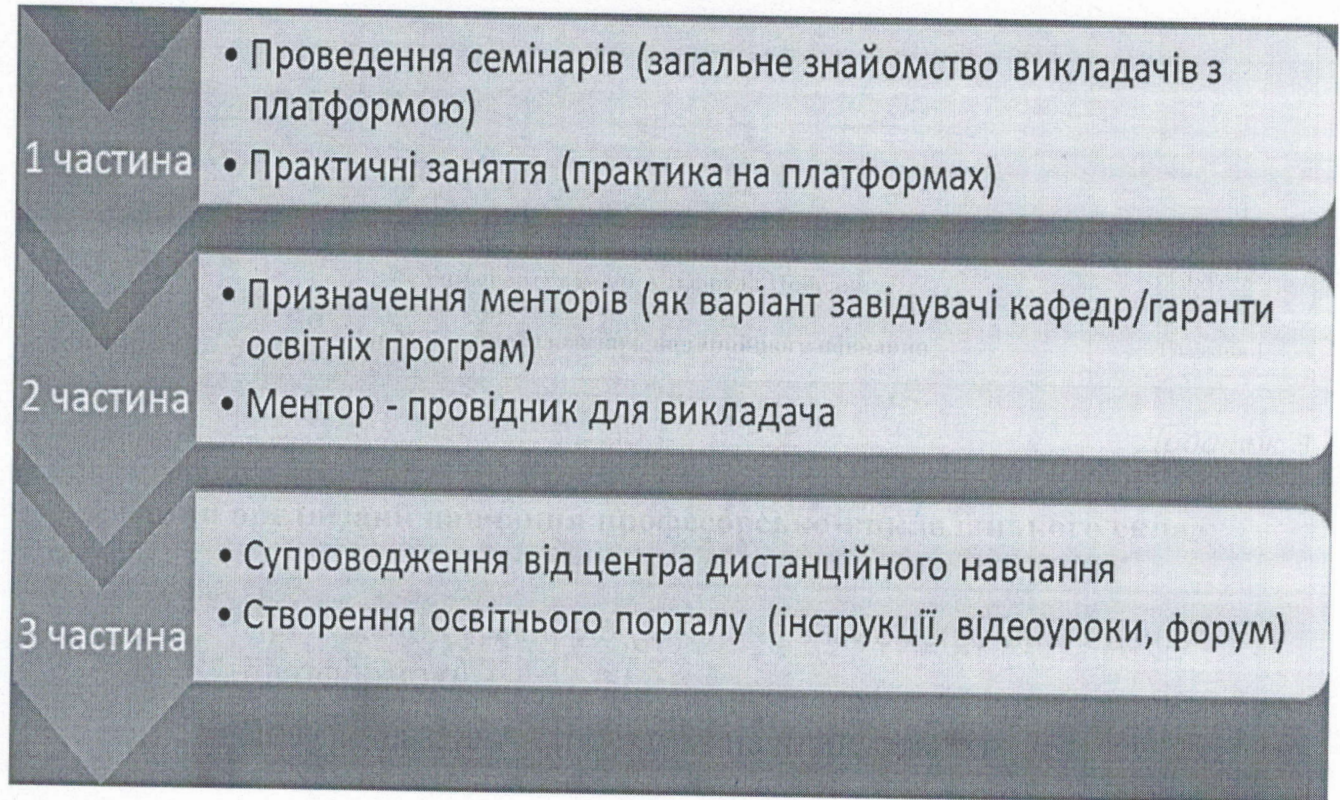 • Проведення семінарів (загальне знайомство викладачів з
платформою)
1 частина
• Практичні заняття (практика на платформах)
• Призначення менторів (як варіант завідувачі кафедр/гаранти
освітніх програм)
2 частина
• Ментор - провідник для викладача
• Супроводження від центра дистанційного навчання
3 частина
• Створення освітнього порталу (інструкції, відеоуроки, форум)